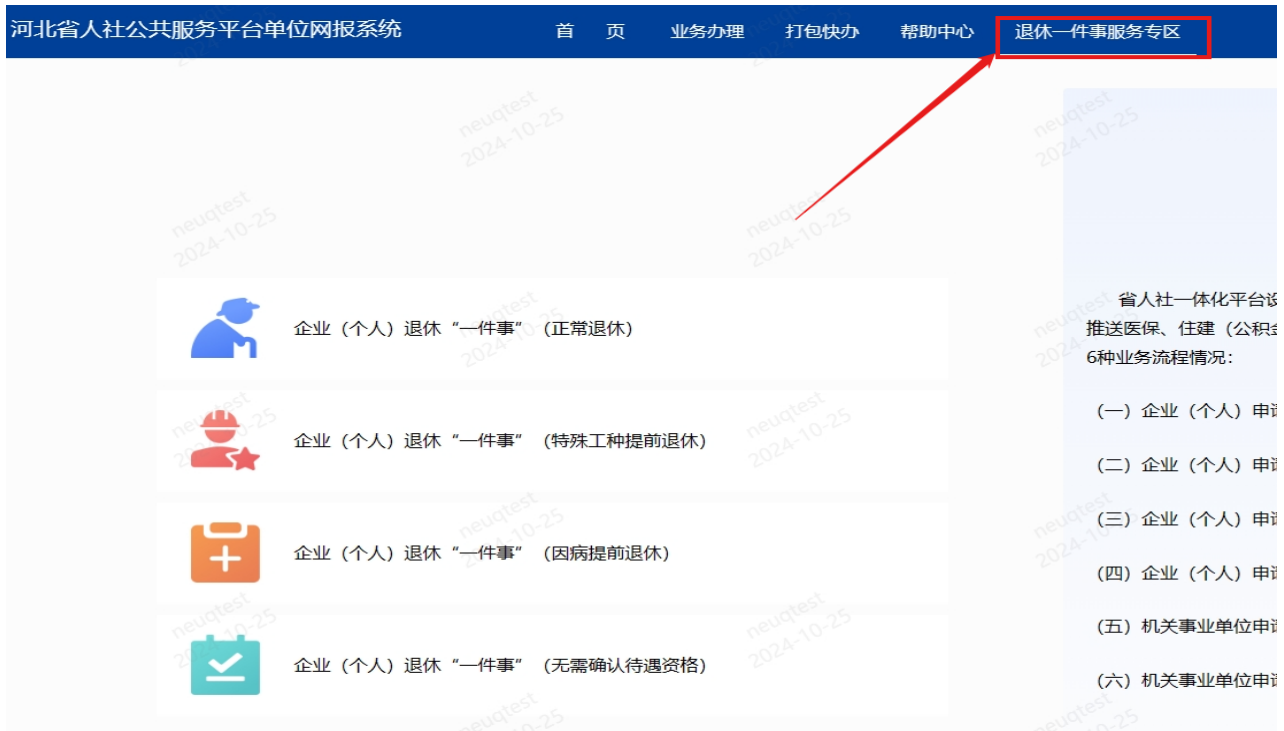 河北省人社公共服务平台单位网报系统 首 页 业务办理 打包快办 帮助中心 退休一件事服务专区
企业（个人）退休“一件事” （正常退休）
企业（个人）退休“一件事” （特殊工种提前退休）
企业（个人）退休“一件事” （因病提前退休）
企业（个人）退休“一件事” （无需确认待遇资格）
省人社一体化平台设
推送医保、住建（公积金
6种业务流程情况：
（一）企业（个人）申请
（二）企业（个人）申请
（三）企业（个人）申请
（四）企业（个人）申请
（五）机关事业单位申请
（六）机关事业单位申请
neuqtest
2024-10-25